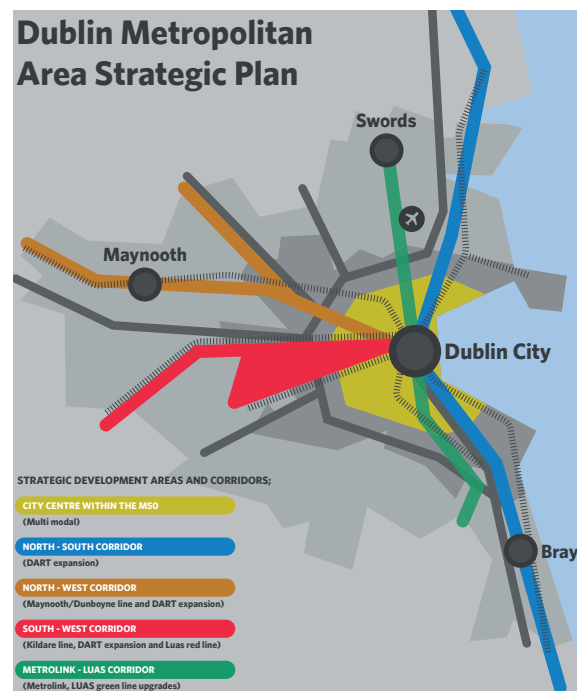 Dublin Metropolitan
Area Strategic Plan
Swords
Maynooth
Dublin City
Bray
STRATEGIC DEVELOPMENT AREAS AND CORRIDORS;
CITY CENTRE WITHIN THE M50
(Multi modal)
NORTH - SOUTH CORRIDOR
(DART expansion)
NORTH - WEST CORRIDOR
(Maynooth/Dunboyne line and DART expansion)
SOUTH - WEST CORRIDOR
(Kildare line, DART expansion and Luas red line)
METROLINK - LUAS CORRIDOR
(Metrolink, LUAS green line upgrades)